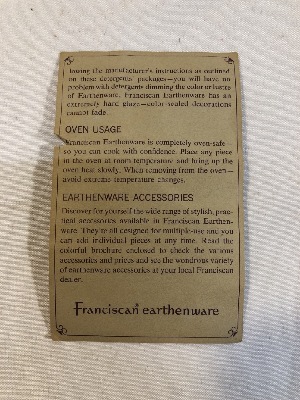 lowing the manufacturer's instructions as outlined
on these detergents' packages—you will have no
problem with detergents dimming the color or lustre
of Earthenware. Franciscan Earthenware has an
extremely hard glaze—color sealed decorations
cannot fade.
OVEN USAGE
Franciscan Earthenware is completely oven-safe—
so you can cook with confidence. Place any piece
in the oven at room temperature and bring up the
oven heat slowly. When removing from the oven—
avoid extreme temperature changes.
EARTHENWARE ACCESSORIES
Discover for yourself the wide range of stylish, prac-
tical accessories available in Franciscan Earthen-
ware. They're all designed for multiple-use and you
can add individual pieces at any time. Read the
colorful brochure enclosed to check the various
accessories and prices and see the wondrous variety
of earthenware accessories at your local Franciscan
dealer.
Franciscan® earthenware